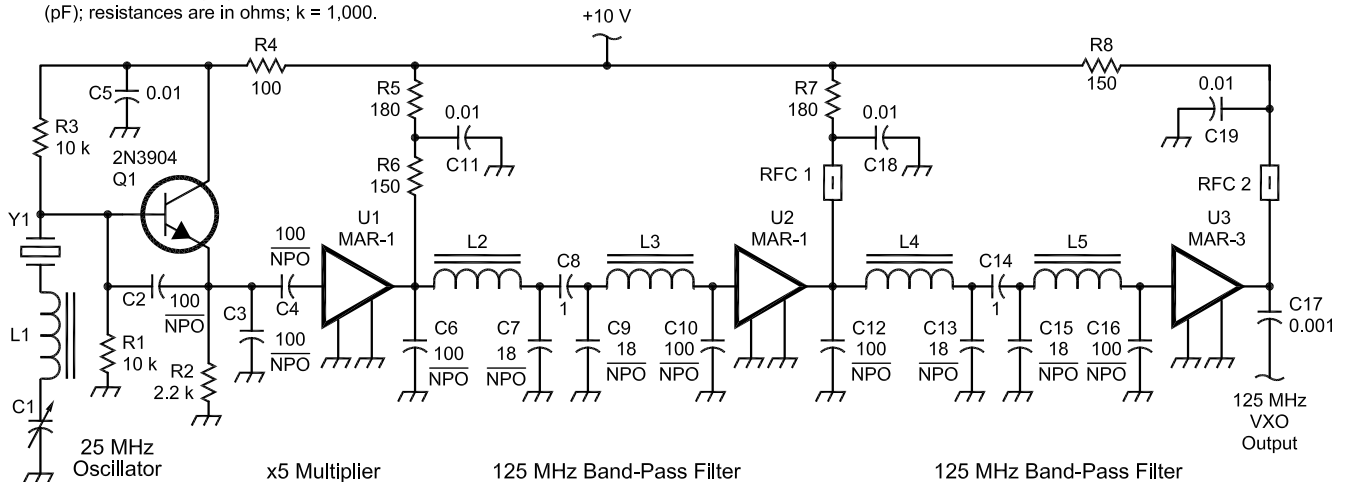 (pF); resistances are in ohms; k = 1,000.
+10 V
R4
100
R8
150
C5
0.01
R5
180
0.01
C11
R7
180
0.01
C18
0.01
C19
R3
10 k
2N3904
Q1
R6
150
RFC 1
RFC 2
Y1
U1
MAR-1
U2
MAR-1
U3
MAR-3
100
NPO
C4
L2
C8
1
L3
L4
C14
1
L5
C2
100
NPO
C3
100
NPO
L1
R1
10 k
R2
2.2 k
C1
C6
100
NPO
C7
18
NPO
C9
18
NPO
C10
100
NPO
C12
100
NPO
C13
18
NPO
C15
18
NPO
C16
100
NPO
C17
0.001
125 MHz
VXO
Output
25 MHz
Oscillator
x5 Multiplier
125 MHz Band-Pass Filter
125 MHz Band-Pass Filter